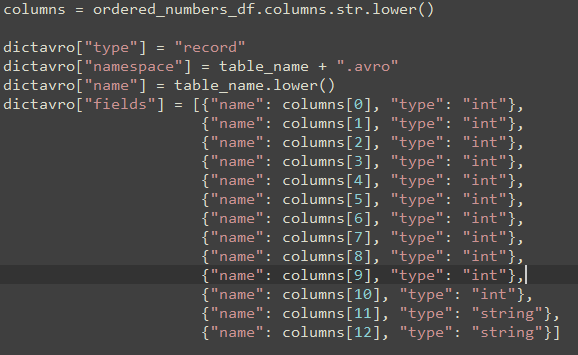 columns = ordered_numbers_df.columns.str.lower()

dictavro["type"] = "record"
dictavro["namespace"] = table_name + ".avro"
dictavro["name"] = table_name.lower()
dictavro["fields"] = [{"name": columns[0], "type": "int"},
                      {"name": columns[1], "type": "int"},
                      {"name": columns[2], "type": "int"},
                      {"name": columns[3], "type": "int"},
                      {"name": columns[4], "type": "int"},
                      {"name": columns[5], "type": "int"},
                      {"name": columns[6], "type": "int"},
                      {"name": columns[7], "type": "int"},
                      {"name": columns[8], "type": "int"},
                      {"name": columns[9], "type": "int"},
                      {"name": columns[10], "type": "int"},
                      {"name": columns[11], "type": "string"},
                      {"name": columns[12], "type": "string"}]